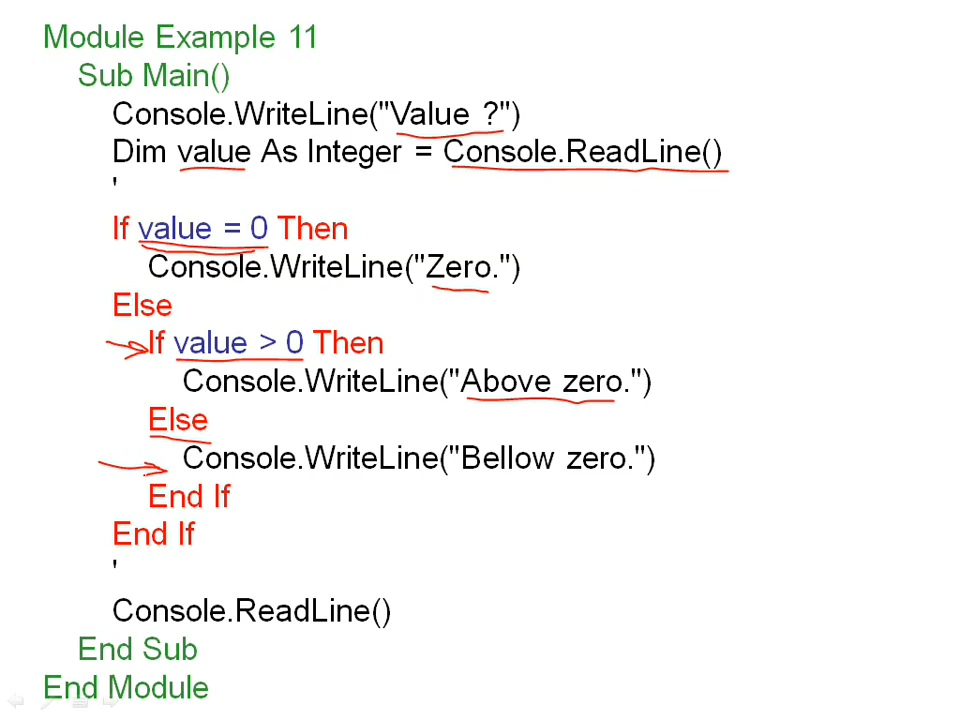 Module Example 11
Sub Main()
Console.WriteLine("Value ?")
Dim value As Integer = Console.ReadLine()
'
If value = 0 Then
Console.WriteLine("Zero.")
Else
If value > 0 Then
Console.WriteLine("Above zero.")
Else
Console.WriteLine("Bellow zero.")
End If
End If
'
Console.ReadLine()
End Sub
End Module